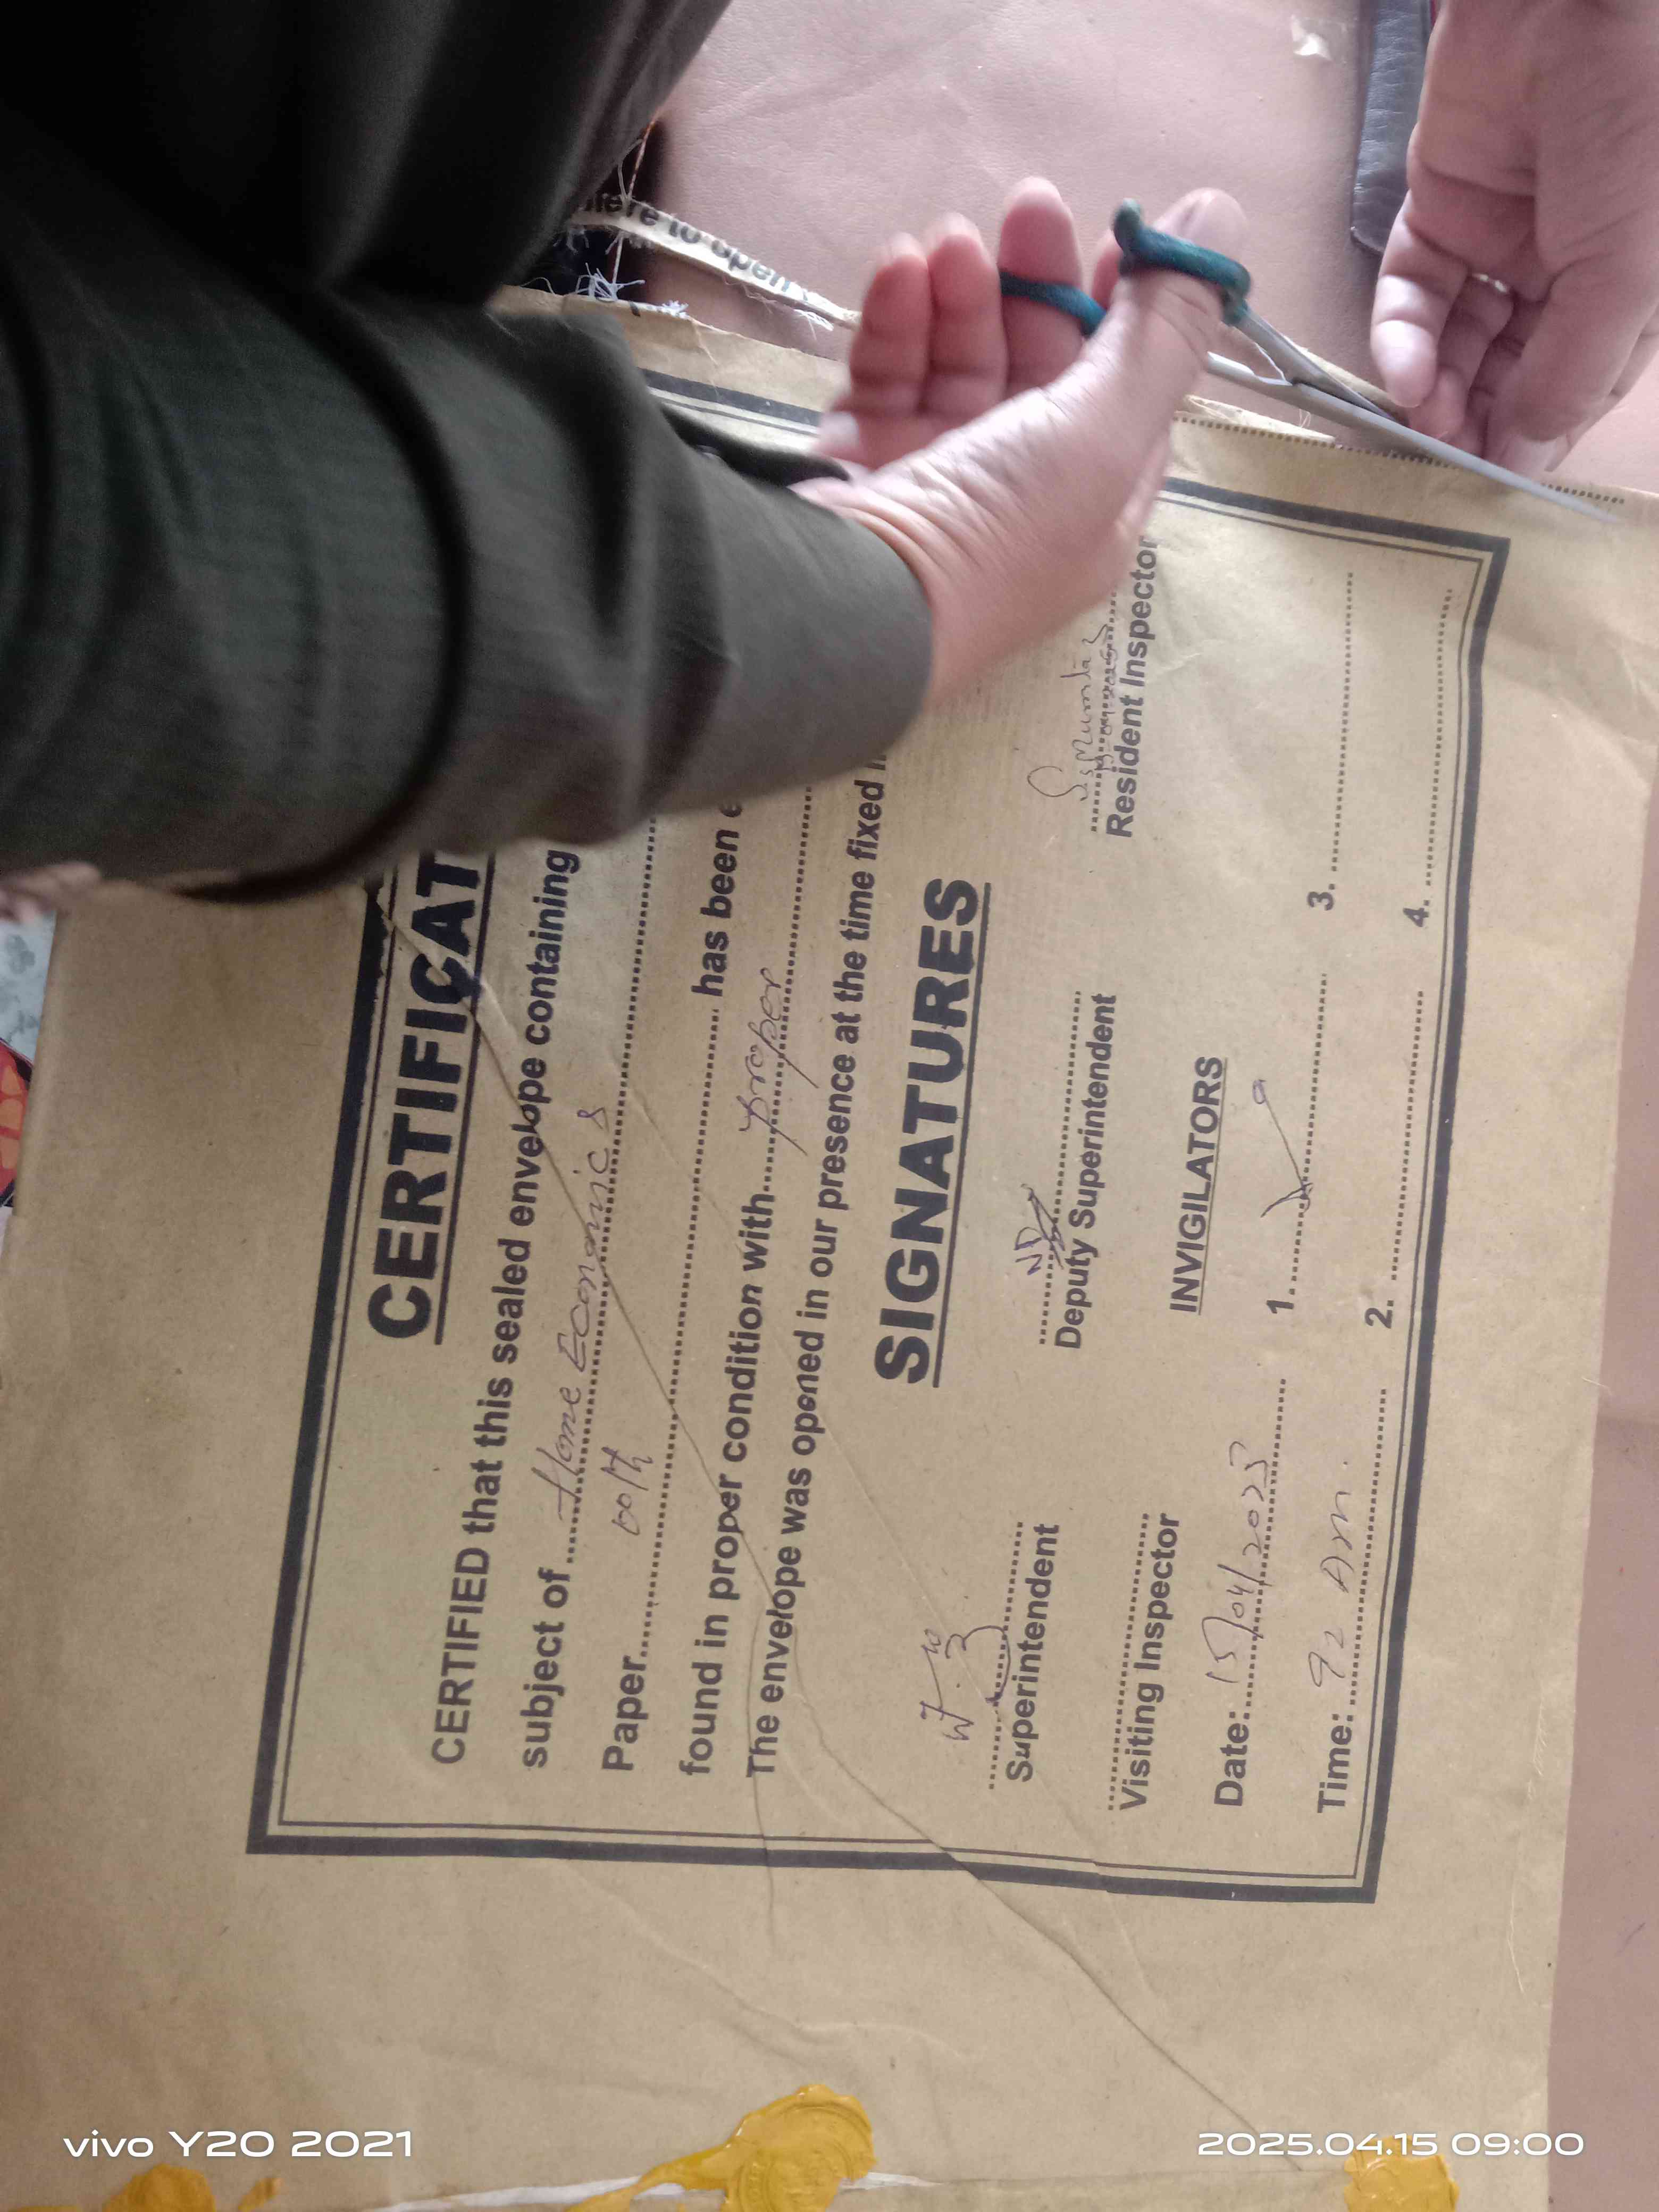 here to open
CERTIFICAT
CERTIFIED that this sealed envelope containing
subject of Home Economics
Paper
has been
found in proper condition with proper
The envelope was opened in our presence at the time fixed
SIGNATURES
Superintendent
Deputy Superintendent
Resident Inspector
Visiting Inspector
INVIGILATORS
Date: 15/04/2025
1.
3.
Time: Am.
2.
4.
vivo Y20 2021
2025.04.15 09:00